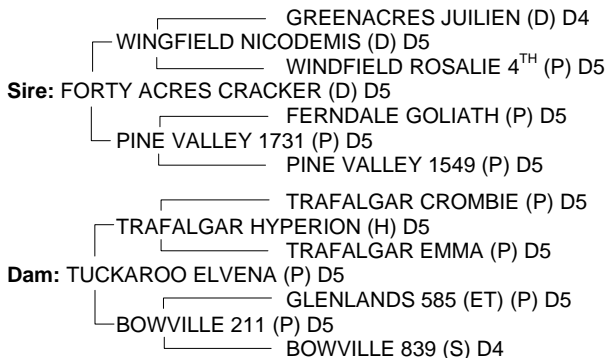 GREENACRES JUILIEN (D) D4
WINGFIELD NICODEMIS (D) D5
WINDFIELD ROSALIE 4TH (P) D5
Sire: FORTY ACRES CRACKER (D) D5
FERNDALE GOLIATH (P) D5
PINE VALLEY 1731 (P) D5
PINE VALLEY 1549 (P) D5
TRAFALGAR CROMBIE (P) D5
TRAFALGAR HYPERION (H) D5
TRAFALGAR EMMA (P) D5
Dam: TUCKAROO ELVENA (P) D5
GLENLANDS 585 (ET) (P) D5
BOWVILLE 211 (P) D5
BOWVILLE 839 (S) D4